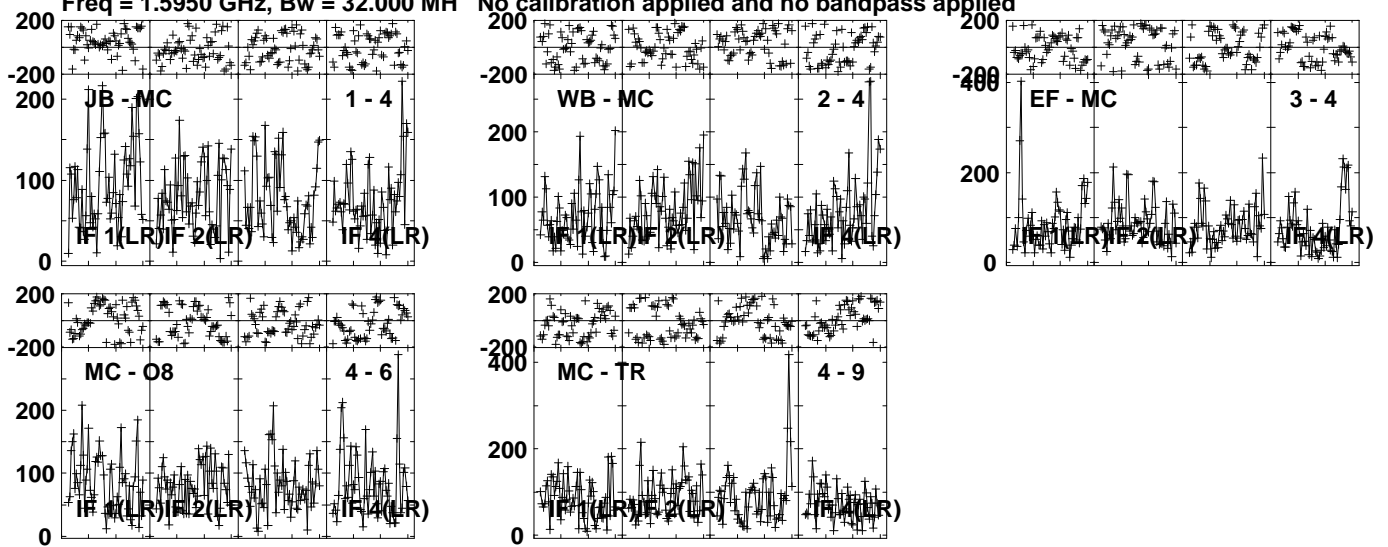 Freq = 1.5950 GHz, Bw = 32.000 MH No calibration applied and no bandpass applied
200
-200
200
100
0
JB - MC
1 - 4
IF 1(LR)
IF 2(LR)
IF 4(LR)
200
-200
200
100
0
WB - MC
2 - 4
IF 1(LR)
IF 2(LR)
IF 4(LR)
200
-200
400
200
0
EF - MC
3 - 4
IF 1(LR)
IF 2(LR)
IF 4(LR)
200
-200
200
100
0
MC - O8
4 - 6
IF 1(LR)
IF 2(LR)
IF 4(LR)
200
-200
400
200
0
MC - TR
4 - 9
IF 1(LR)
IF 2(LR)
IF 4(LR)